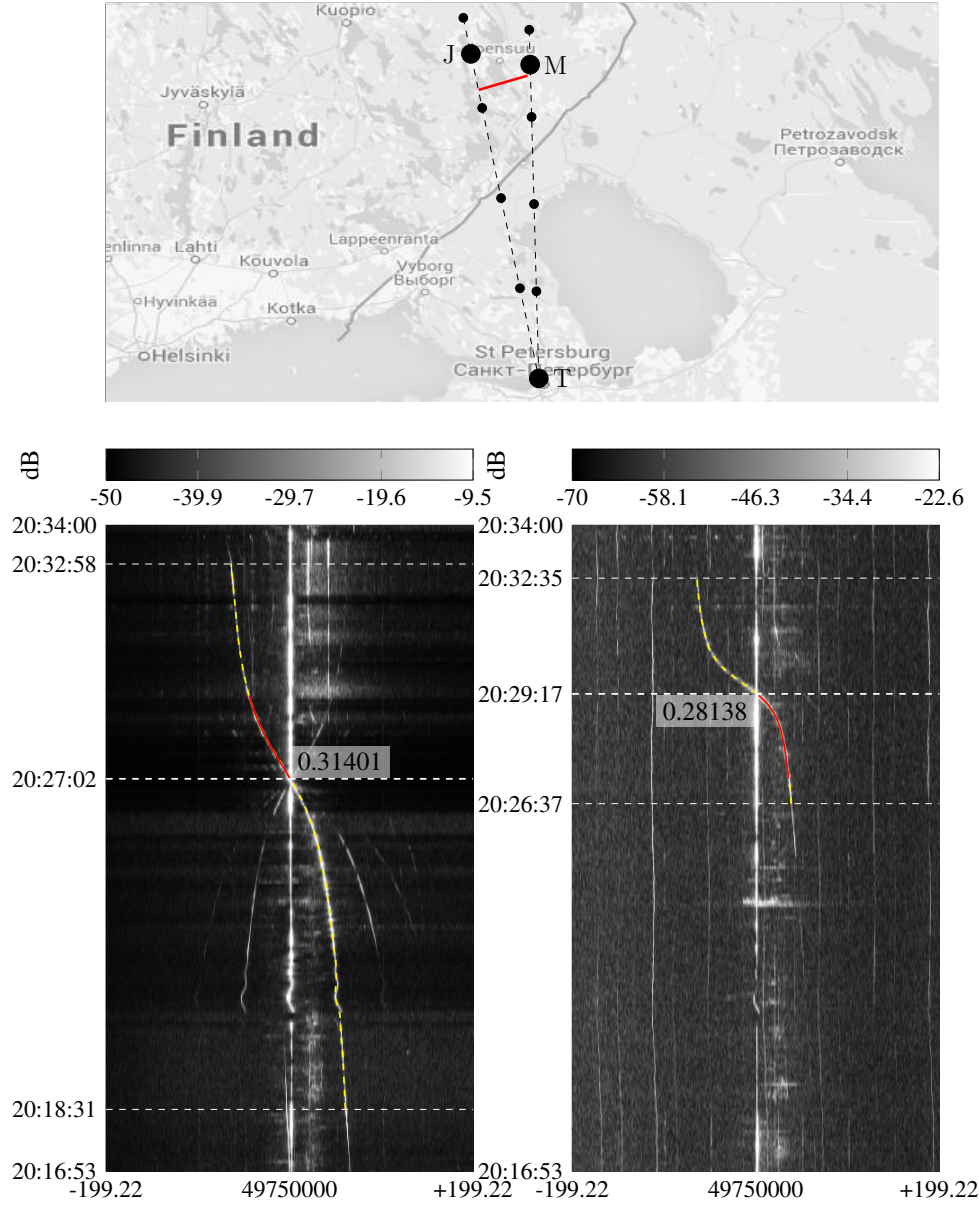 Kuopio
J
oensuu
M
Jyväskylä
Finland
Petrozavodsk
Петрозаводск
Lappeenranta
enlinna
Lahti
Kouvola
Vyborg
Выборг
Hyvinkää
Kotka
Helsinki
St Petersburg
Санкт-Петербург
T
dB
-50 -39.9 -29.7 -19.6 -9.5
dB
-70 -58.1 -46.3 -34.4 -22.6
20:34:00
20:32:58
0.31401
20:27:02
20:18:31
20:16:53
-199.22 49750000 +199.22
20:34:00
20:32:35
20:29:17
0.28138
20:26:37
20:16:53
-199.22 49750000 +199.22